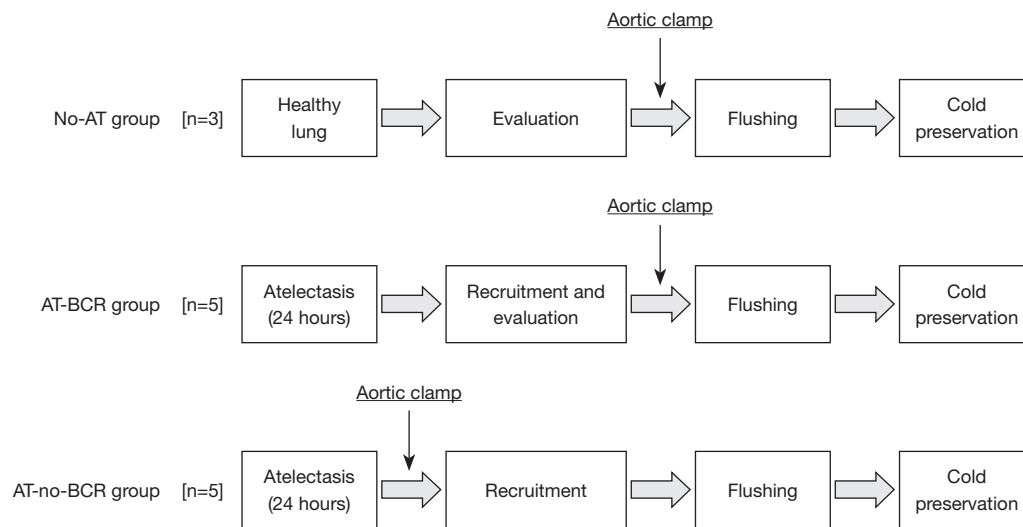 Aortic clamp
No-AT group [n=3]
Healthy
lung
Evaluation
Flushing
Cold
preservation
Aortic clamp
AT-BCR group [n=5]
Atelectasis
(24 hours)
Recruitment and
evaluation
Flushing
Cold
preservation
Aortic clamp
AT-no-BCR group [n=5]
Atelectasis
(24 hours)
Recruitment
Flushing
Cold
preservation